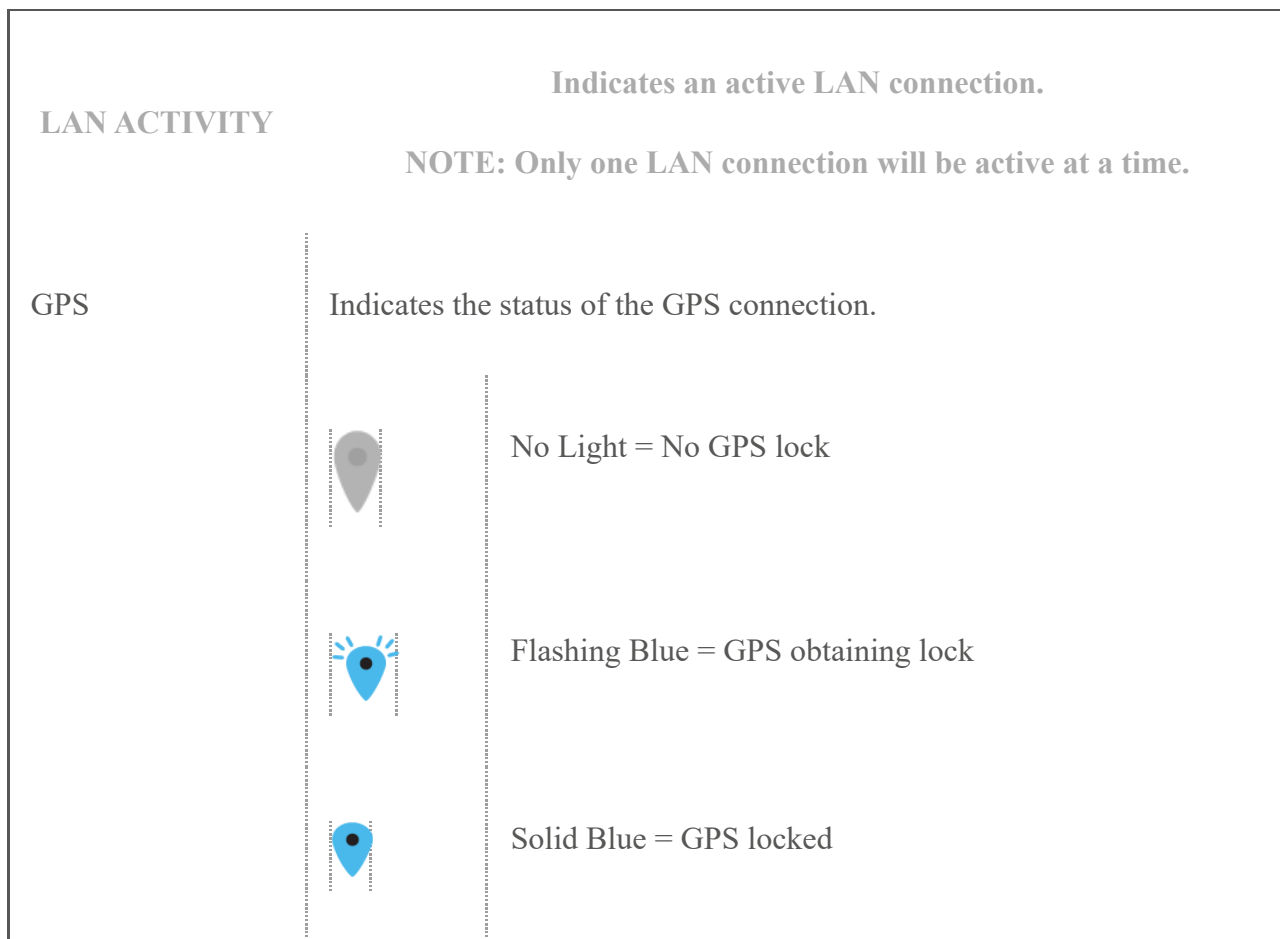 Indicates an active LAN connection.
LAN ACTIVITY
NOTE: Only one LAN connection will be active at a time.
GPS
Indicates the status of the GPS connection.
No Light = No GPS lock
Flashing Blue = GPS obtaining lock
Solid Blue = GPS locked